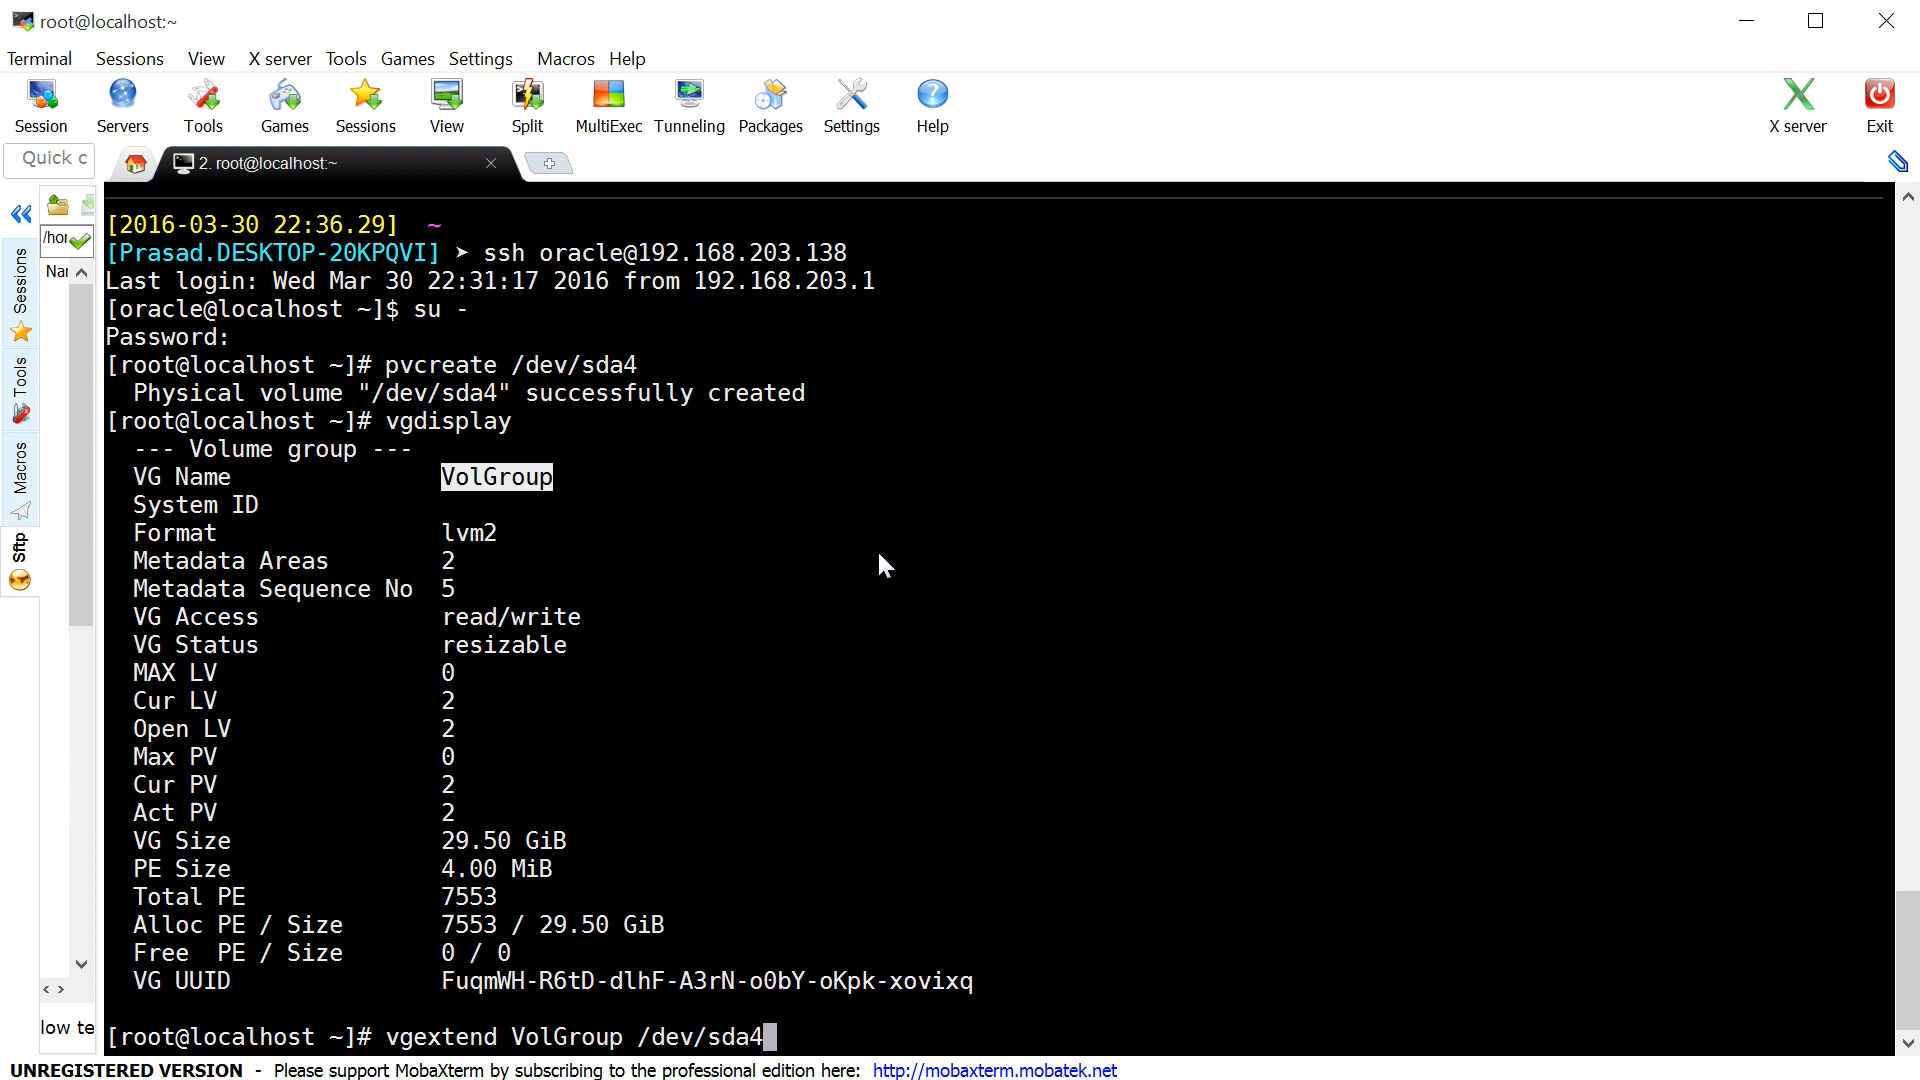 root@localhost:~
Terminal Sessions View X server Tools Games Settings Macros Help
Session Servers Tools Games Sessions View Split MultiExec Tunneling Packages Settings Help X server Exit
Quick c
2. root@localhost:~
/hor
Nar
Sessions
Tools
Macros
Sftp
[2016-03-30 22:36.29] ~
[Prasad.DESKTOP-20KPQVI] ➤ ssh oracle@192.168.203.138
Last login: Wed Mar 30 22:31:17 2016 from 192.168.203.1
[oracle@localhost ~]$ su -
Password:
[root@localhost ~]# pvcreate /dev/sda4
  Physical volume "/dev/sda4" successfully created
[root@localhost ~]# vgdisplay
  --- Volume group ---
  VG Name               VolGroup
  System ID
  Format                lvm2
  Metadata Areas        2
  Metadata Sequence No  5
  VG Access             read/write
  VG Status             resizable
  MAX LV                0
  Cur LV                2
  Open LV               2
  Max PV                0
  Cur PV                2
  Act PV                2
  VG Size               29.50 GiB
  PE Size               4.00 MiB
  Total PE              7553
  Alloc PE / Size       7553 / 29.50 GiB
  Free  PE / Size       0 / 0
  VG UUID               FuqmWH-R6tD-dlhF-A3rN-o0bY-oKpk-xovixq
low te
[root@localhost ~]# vgextend VolGroup /dev/sda4
UNREGISTERED VERSION - Please support MobaXterm by subscribing to the professional edition here: http://mobaxterm.mobatek.net